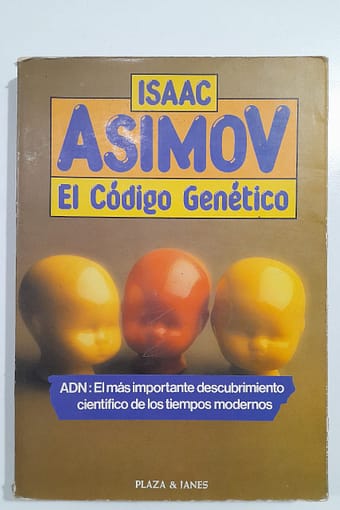 ISAAC
ASIMOV
El Código Genético
ADN: El más importante descubrimiento
científico de los tiempos modernos
PLAZA & JANES